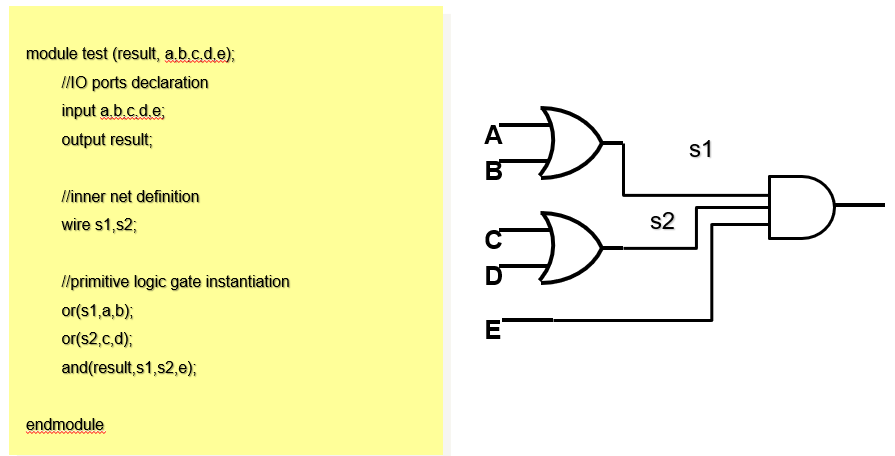 module test (result, a,b,c,d,e);
//IO ports declaration
input a,b,c,d,e;
output result;
//inner net definition
wire s1,s2;
//primitive logic gate instantiation
or(s1,a,b);
or(s2,c,d);
and(result,s1,s2,e);
endmodule
A
B
s1
C
D
s2
E